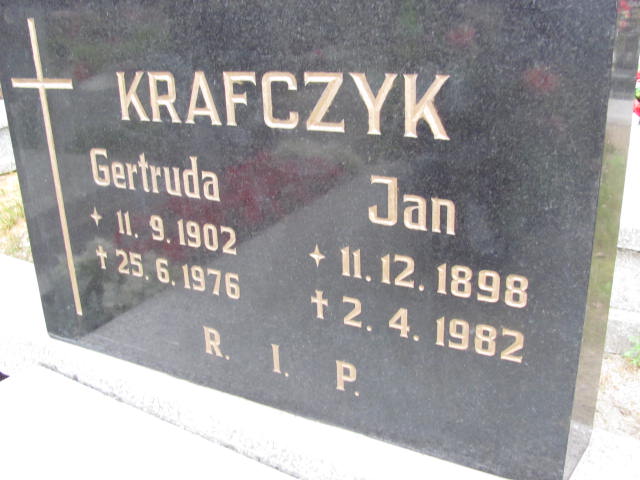 KRAFCZYK
Gertruda
+ 11. 9. 1902
† 25. 6. 1976
Jan
+ 11. 12. 1898
† 2. 4. 1982
R. I. P.